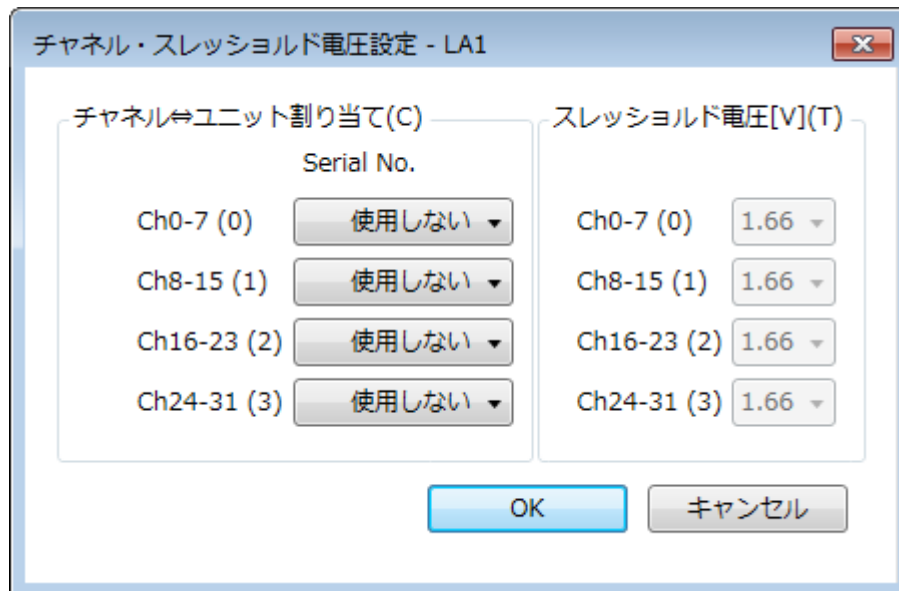 チャネル・スレッショルド電圧設定 - LA1
チャネル⇔ユニット割り当て(C)
Serial No.
Ch0-7 (0) 使用しない
Ch8-15 (1) 使用しない
Ch16-23 (2) 使用しない
Ch24-31 (3) 使用しない
スレッショルド電圧[V](T)
Ch0-7 (0) 1.66
Ch8-15 (1) 1.66
Ch16-23 (2) 1.66
Ch24-31 (3) 1.66
OK キャンセル